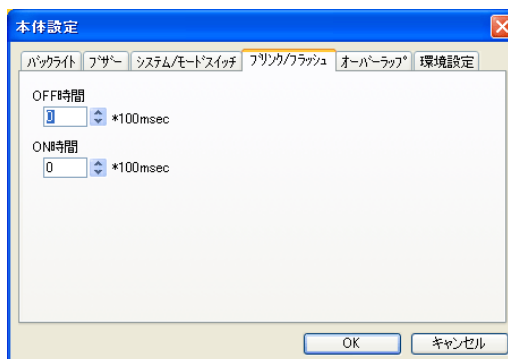 本体設定
バックライト ブザー システム/モードスイッチ ブリンク/フラッシュ オーバーラップ 環境設定
OFF時間
0 *100msec
ON時間
0 *100msec
OK キャンセル